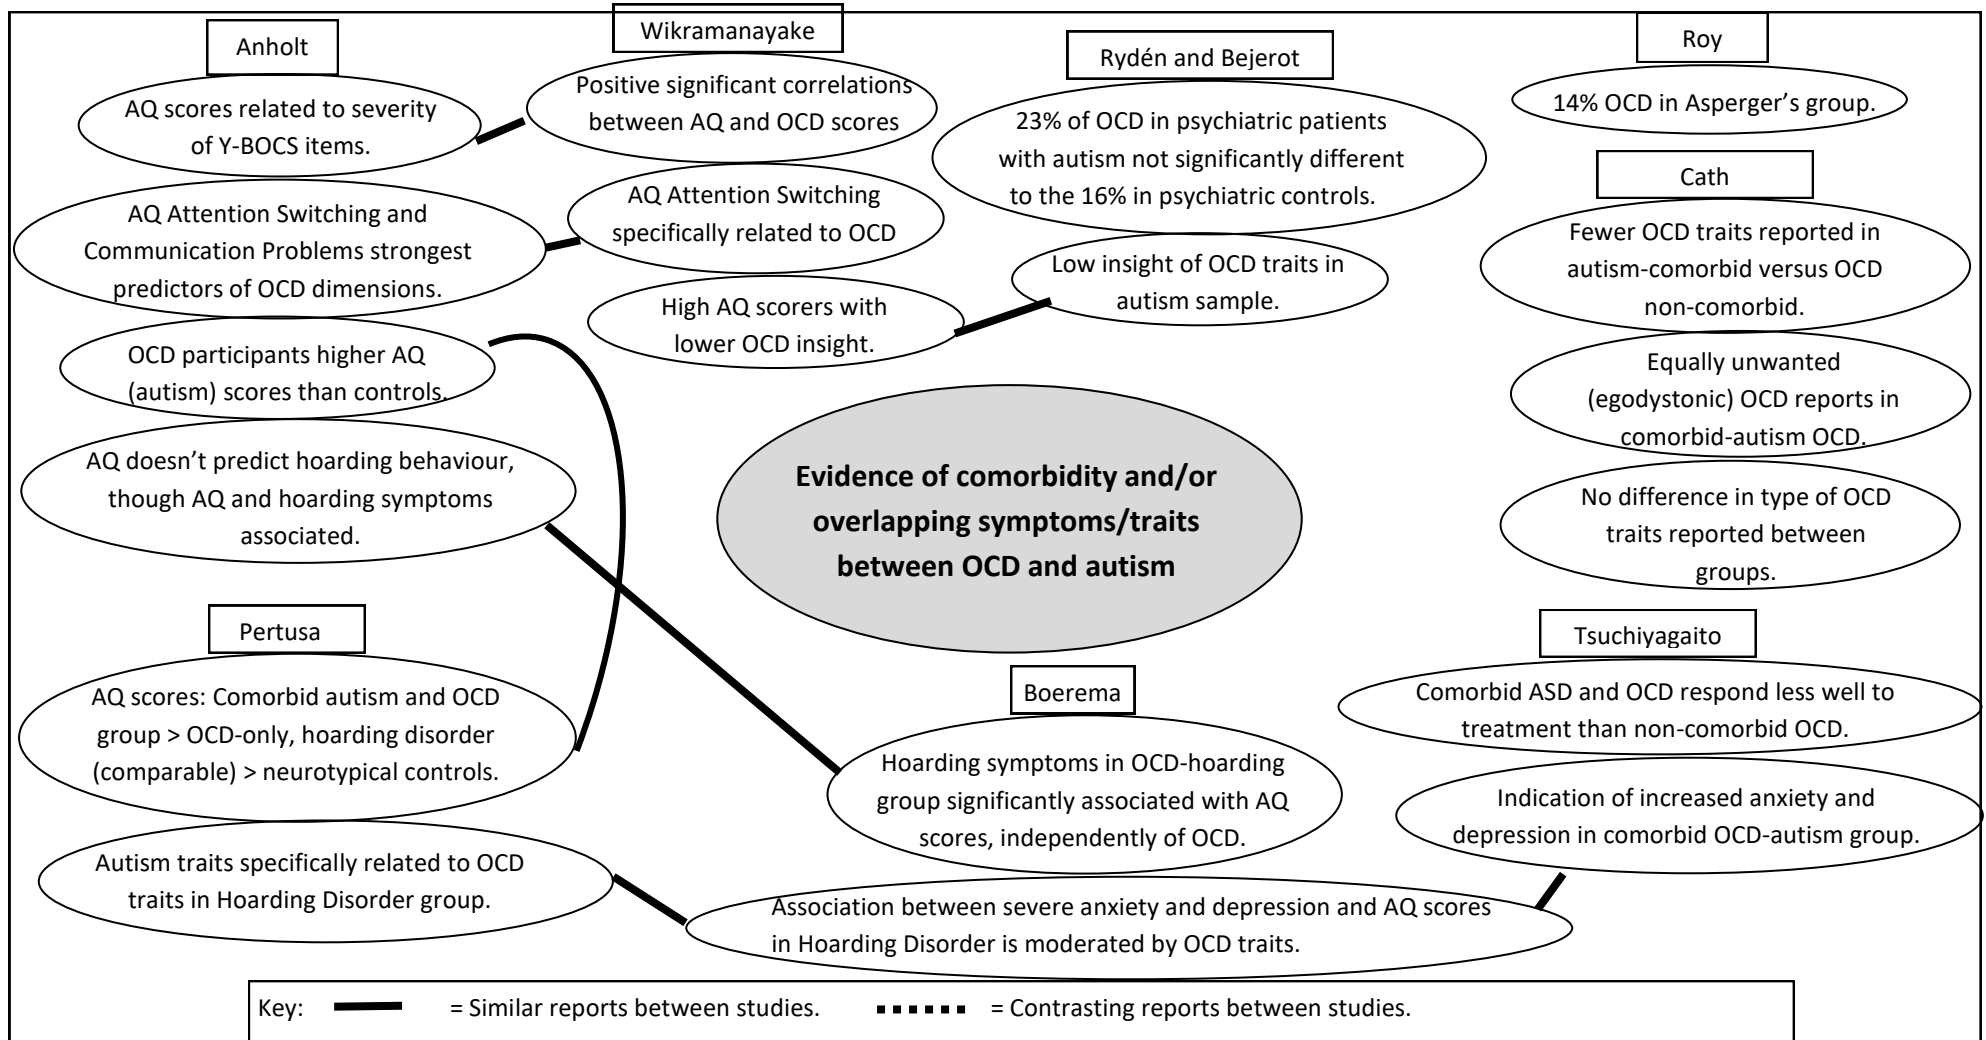 Anholt
AQ scores related to severity
of Y-BOCS items.
AQ Attention Switching and
Communication Problems strongest
predictors of OCD dimensions.
OCD participants higher AQ
(autism) scores than controls.
AQ doesn’t predict hoarding behaviour,
though AQ and hoarding symptoms
associated.
Wikramanayake
Positive significant correlations
between AQ and OCD scores
AQ Attention Switching
specifically related to OCD
High AQ scorers with
lower OCD insight.
Rydén and Bejerot
23% of OCD in psychiatric patients
with autism not significantly different
to the 16% in psychiatric controls.
Low insight of OCD traits in
autism sample.
Roy
14% OCD in Asperger’s group.
Cath
Fewer OCD traits reported in
autism-comorbid versus OCD
non-comorbid.
Equally unwanted
(egodystonic) OCD reports in
comorbid-autism OCD.
No difference in type of OCD
traits reported between
groups.
Evidence of comorbidity and/or
overlapping symptoms/traits
between OCD and autism
Pertusa
AQ scores: Comorbid autism and OCD
group > OCD-only, hoarding disorder
(comparable) > neurotypical controls.
Autism traits specifically related to OCD
traits in Hoarding Disorder group.
Boerema
Hoarding symptoms in OCD-hoarding
group significantly associated with AQ
scores, independently of OCD.
Association between severe anxiety and depression and AQ scores
in Hoarding Disorder is moderated by OCD traits.
Tsuchiyagaito
Comorbid ASD and OCD respond less well to
treatment than non-comorbid OCD.
Indication of increased anxiety and
depression in comorbid OCD-autism group.
Key: = Similar reports between studies. = Contrasting reports between studies.